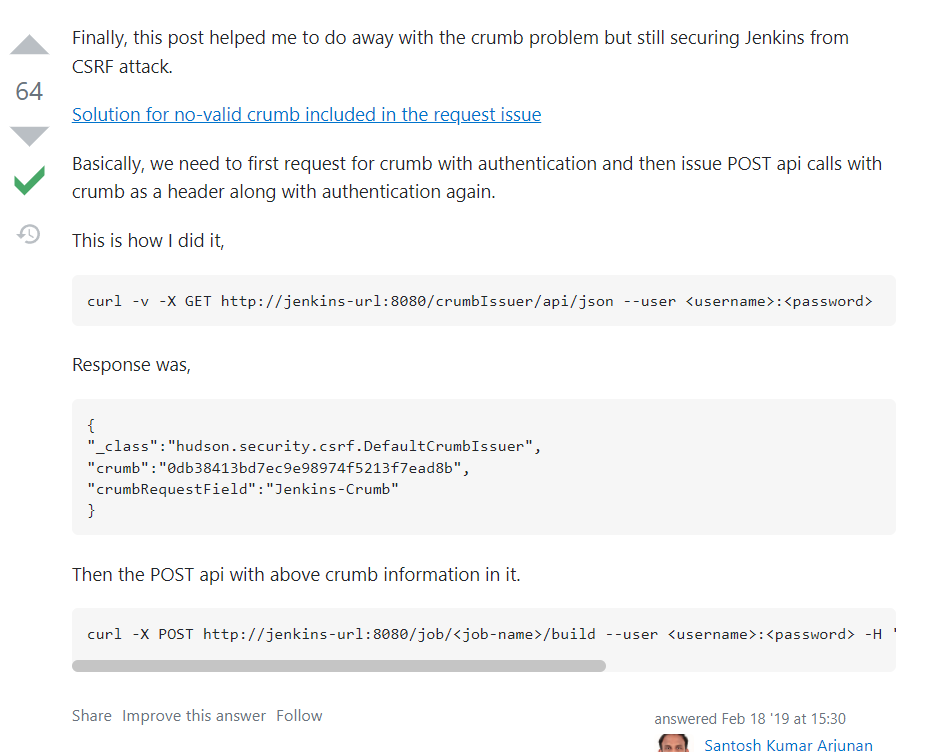 Finally, this post helped me to do away with the crumb problem but still securing Jenkins from
CSRF attack.
64
Solution for no-valid crumb included in the request issue
Basically, we need to first request for crumb with authentication and then issue POST api calls with
crumb as a header along with authentication again.
This is how I did it,
curl -v -X GET http://jenkins-url:8080/crumbIssuer/api/json --user <username>:<password>
Response was,
{
"_class":"hudson.security.csrf.DefaultCrumbIssuer",
"crumb":"0db38413bd7ec9e98974f5213f7ead8b",
"crumbRequestField":"Jenkins-Crumb"
}
Then the POST api with above crumb information in it.
curl -X POST http://jenkins-url:8080/job/<job-name>/build --user <username>:<password> -H '
Share Improve this answer Follow
answered Feb 18 '19 at 15:30
Santosh Kumar Arjunan